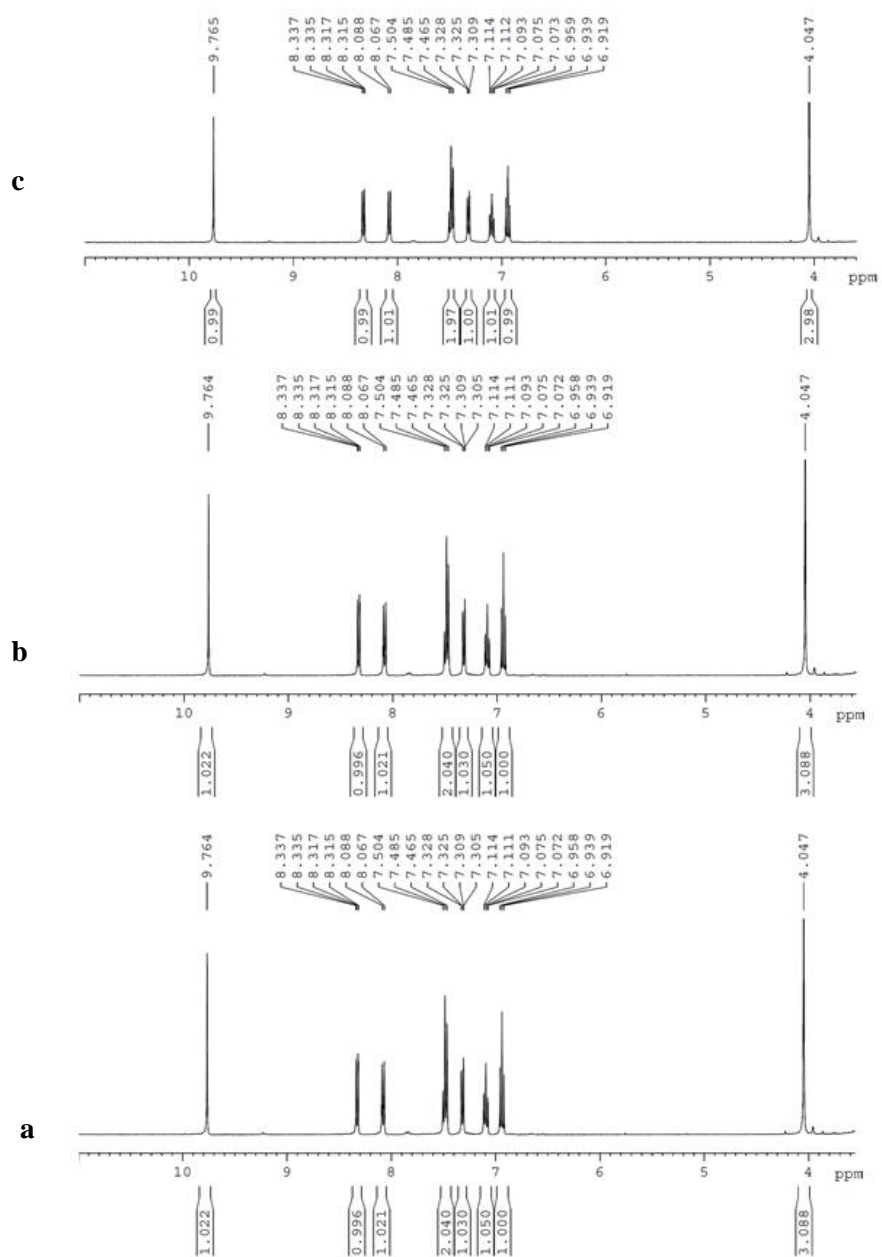 9.765 8.337 8.335 8.317 8.315 8.088 8.067 7.504 7.485 7.465 7.328 7.325 7.309 7.114 7.112 7.093 7.075 7.073 6.959 6.939 6.919 4.047
c
10 9 8 7 6 5 4 ppm
0.99 0.99 1.01 1.97 1.00 1.01 0.99 2.98
9.764 8.337 8.335 8.317 8.315 8.088 8.067 7.504 7.485 7.465 7.328 7.325 7.309 7.305 7.114 7.111 7.093 7.075 7.072 6.958 6.939 6.919 4.047
b
10 9 8 7 6 5 4 ppm
1.022 0.996 1.021 2.040 1.030 1.050 1.000 3.088
9.764 8.337 8.335 8.317 8.315 8.088 8.067 7.504 7.485 7.465 7.328 7.325 7.309 7.305 7.114 7.111 7.093 7.075 7.072 6.958 6.939 6.919 4.047
a
10 9 8 7 6 5 4 ppm
1.022 0.996 1.021 2.040 1.030 1.050 1.000 3.088